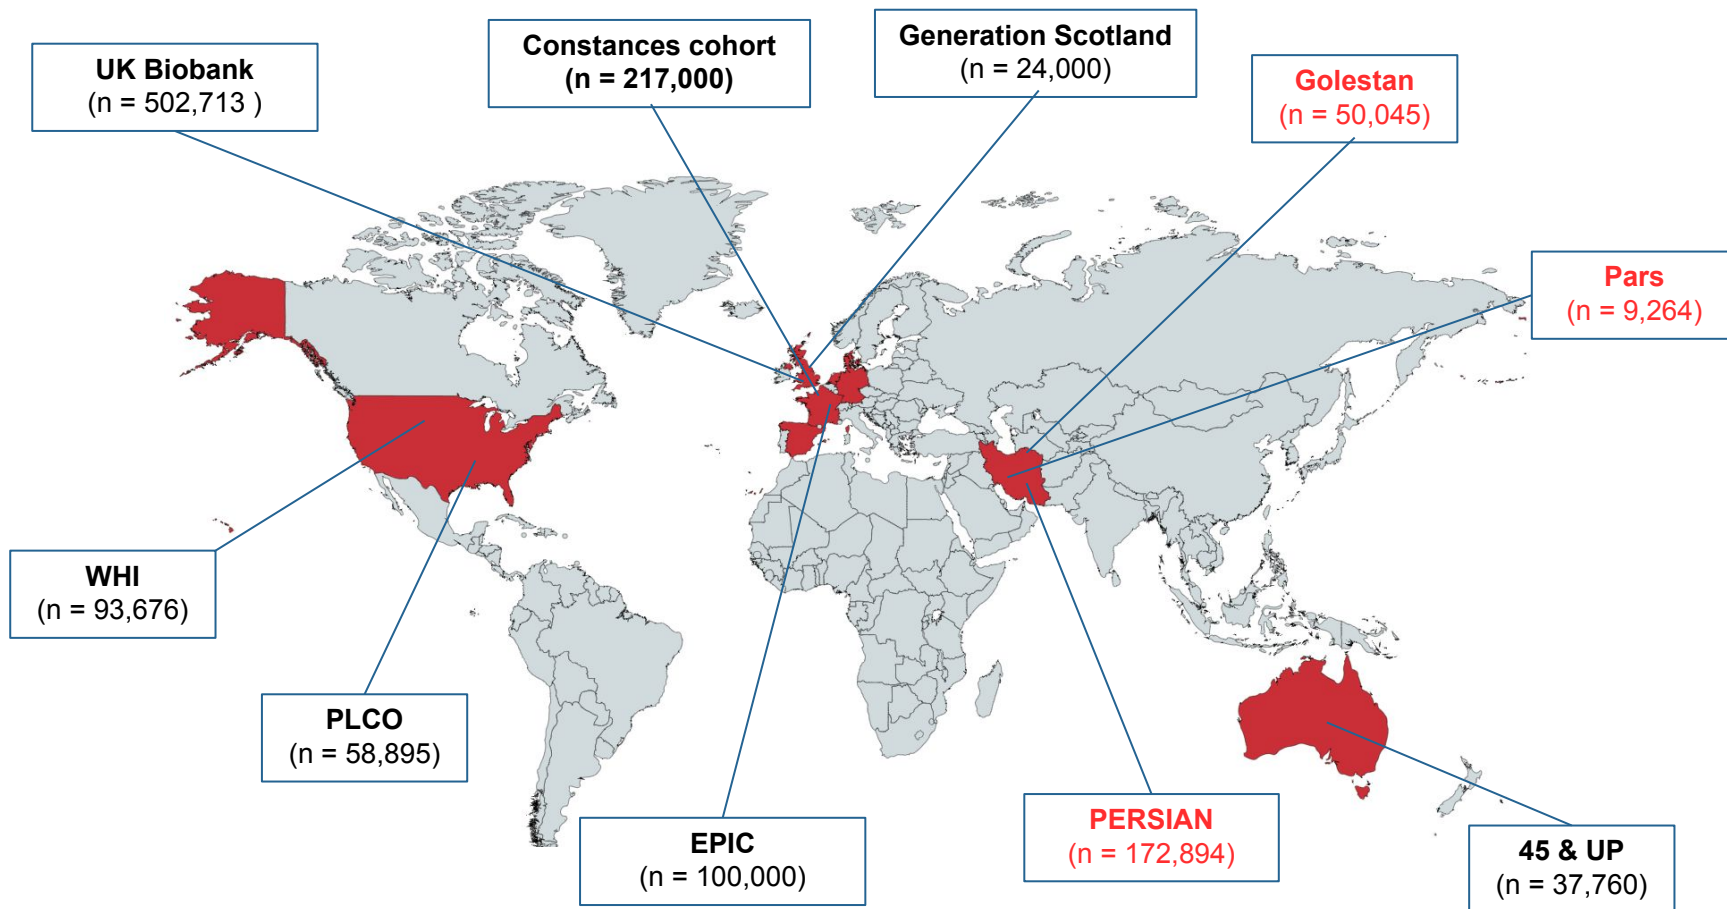 UK Biobank
(n = 502,713 )
Constances cohort
(n = 217,000)
Generation Scotland
(n = 24,000)
Golestan
(n = 50,045)
Pars
(n = 9,264)
WHI
(n = 93,676)
PLCO
(n = 58,895)
EPIC
(n = 100,000)
PERSIAN
(n = 172,894)
45 & UP
(n = 37,760)